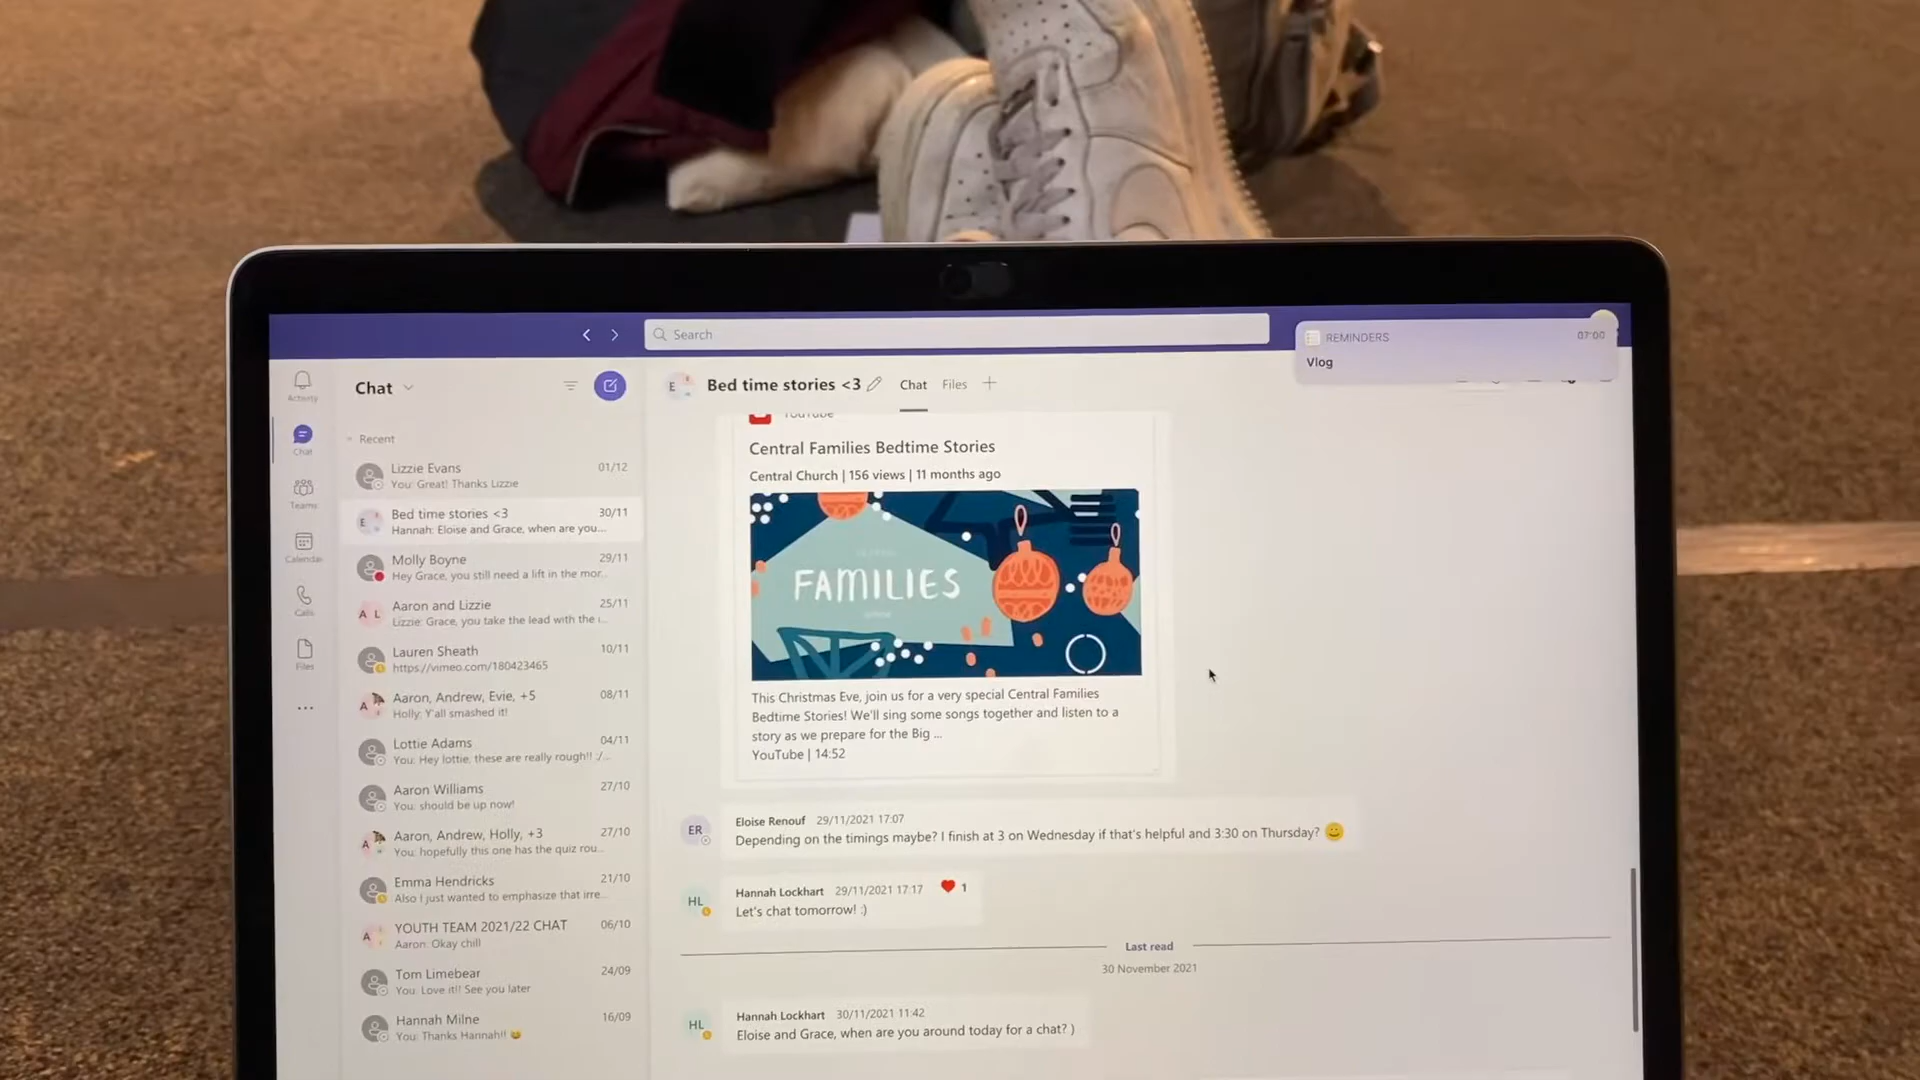 Search
REMINDERS
07:00
Vlog
Activity
Chat
Teams
Calendar
Calls
Files
Chat
Recent
Lizzie Evans
01/12
You: Great! Thanks Lizzie
Bed time stories <3
30/11
Hannah: Eloise and Grace, when are you...
Molly Boyne
29/11
Hey Grace, you still need a lift in the mor...
A L
Aaron and Lizzie
25/11
Lizzie: Grace, you take the lead with the i...
Lauren Sheath
10/11
https://vimeo.com/180423465
A
Aaron, Andrew, Evie, +5
08/11
Holly: Y'all smashed it!
Lottie Adams
04/11
You: Hey lottie, these are really rough!! :/...
Aaron Williams
27/10
You: should be up now!
A
Aaron, Andrew, Holly, +3
27/10
You: hopefully this one has the quiz rou...
Emma Hendricks
21/10
Also I just wanted to emphasize that irre...
A
YOUTH TEAM 2021/22 CHAT
06/10
Aaron: Okay chill
Tom Limebear
24/09
You: Love it!! See you later
Hannah Milne
16/09
You: Thanks Hannah!! 😄
E
Bed time stories <3
Chat
Files
YouTube
Central Families Bedtime Stories
Central Church | 156 views | 11 months ago
FAMILIES
This Christmas Eve, join us for a very special Central Families
Bedtime Stories! We'll sing some songs together and listen to a
story as we prepare for the Big ...
YouTube | 14:52
ER
Eloise Renouf 29/11/2021 17:07
Depending on the timings maybe? I finish at 3 on Wednesday if that's helpful and 3:30 on Thursday? 😀
HL
Hannah Lockhart 29/11/2021 17:17 ❤ 1
Let's chat tomorrow! :)
Last read
30 November 2021
HL
Hannah Lockhart 30/11/2021 11:42
Eloise and Grace, when are you around today for a chat? )